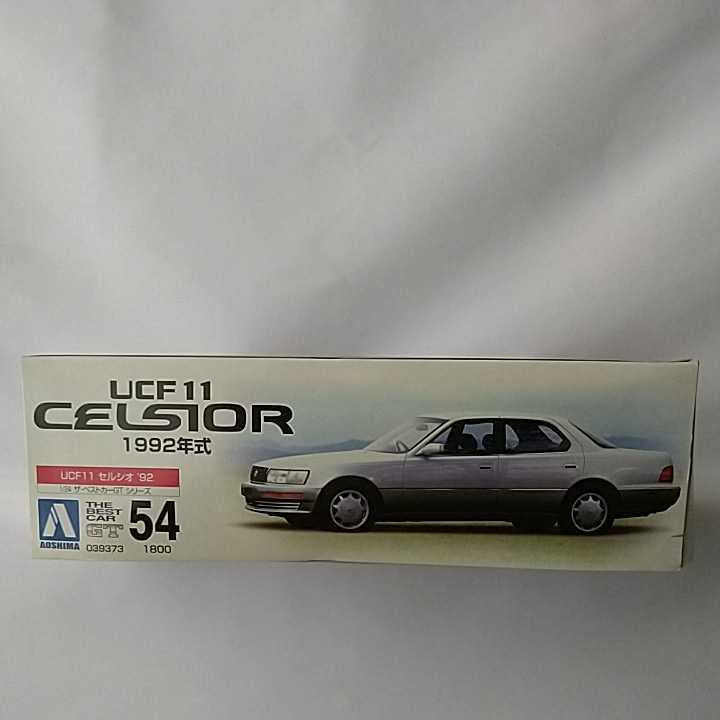 UCF 11
CELSIOR
1992年式
UCF11 セルシオ '92
1/24 ザ・ベストカーGT シリーズ
AOSHIMA
THE
BEST
CAR
GT
54
039373
1800